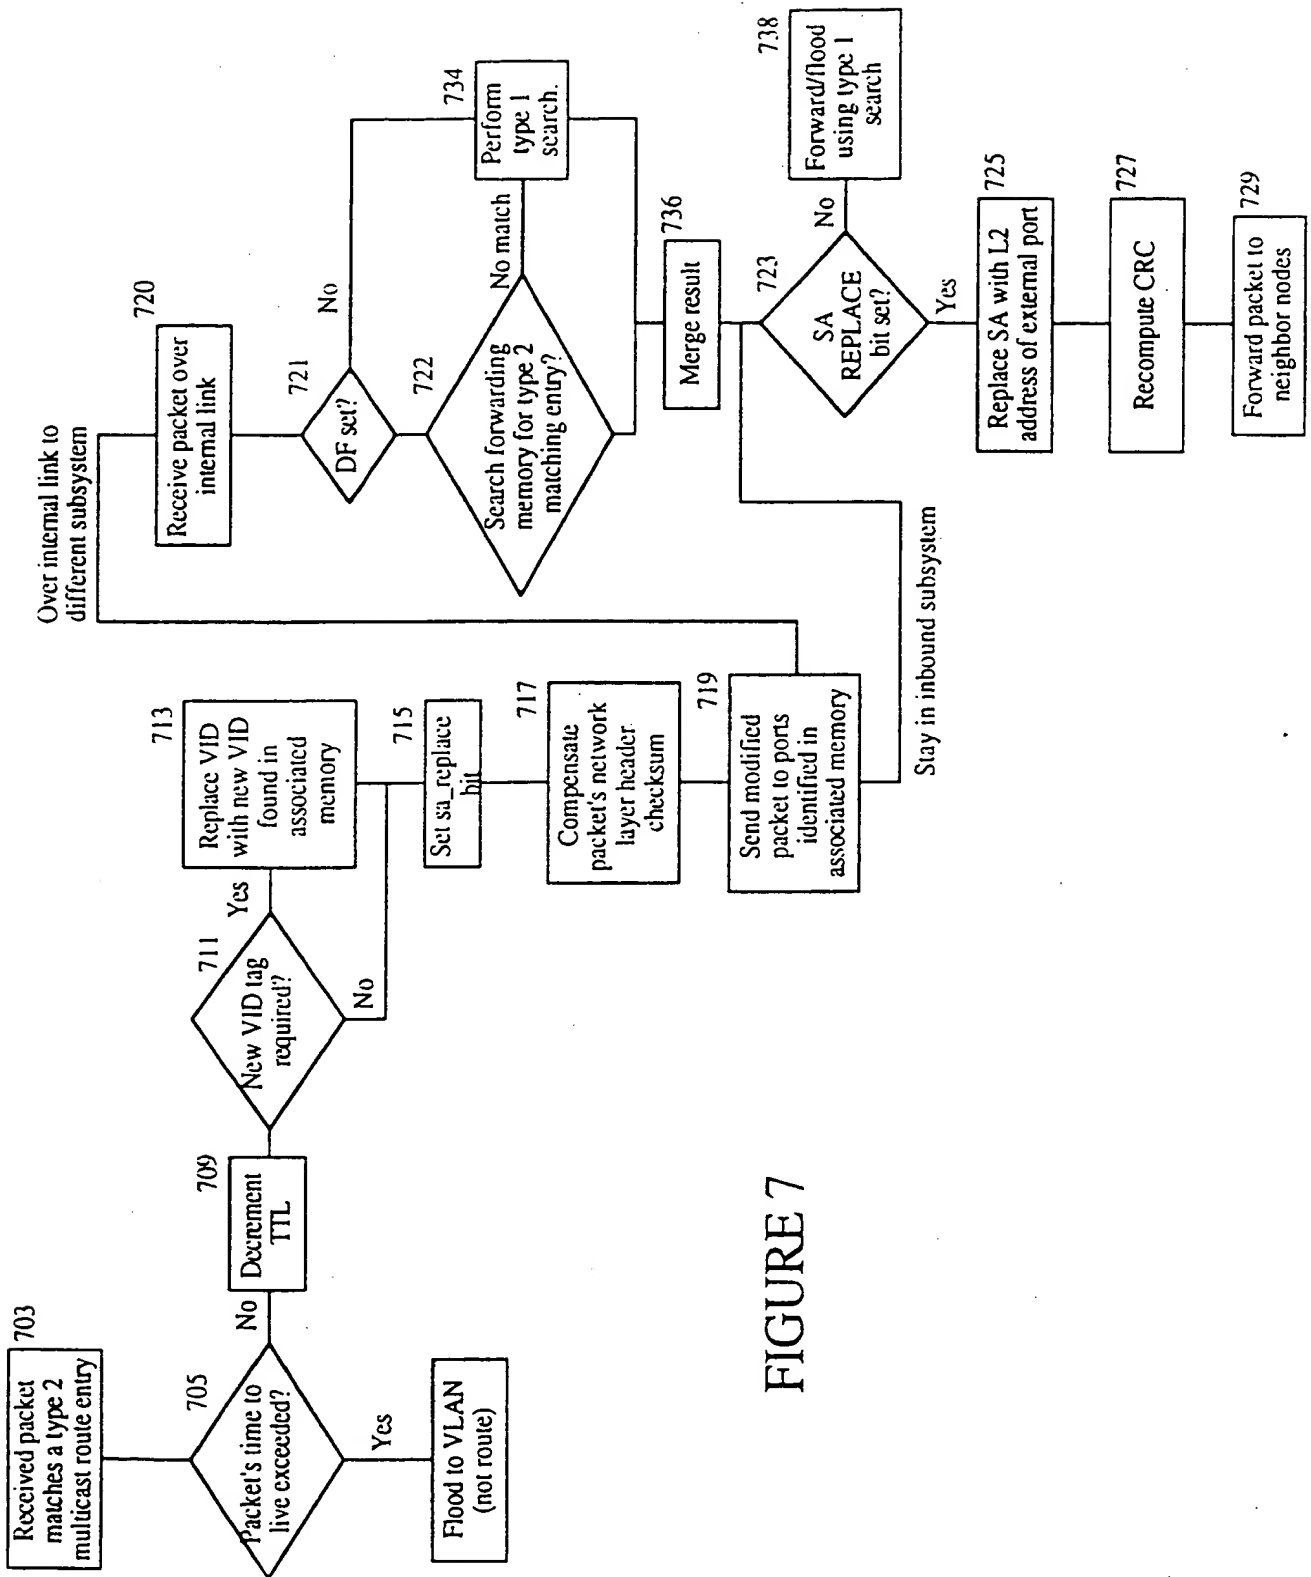 703
Received packet
matches a type 2
multicast route entry
705
Packet's time to
live exceeded?
Yes
Flood to VLAN
(not route)
No
709
Decrement
TTL
711
New VID tag
required?
Yes
No
713
Replace VID
with new VID
found in
associated
memory
715
Set sa_replace
bit
717
Compensate
packet's network
layer header
checksum
719
Send modified
packet to ports
identified in
associated memory
Over internal link to
different subsystem
Stay in inbound subsystem
720
Receive packet over
internal link
721
DF set?
No
722
Search forwarding
memory for type 2
matching entry?
No match
734
Perform
type 1
search.
736
Merge result
723
SA
REPLACE
bit set?
No
738
Forward/flood
using type 1
search
Yes
725
Replace SA with L2
address of external port
727
Recompute CRC
729
Forward packet to
neighbor nodes
FIGURE 7